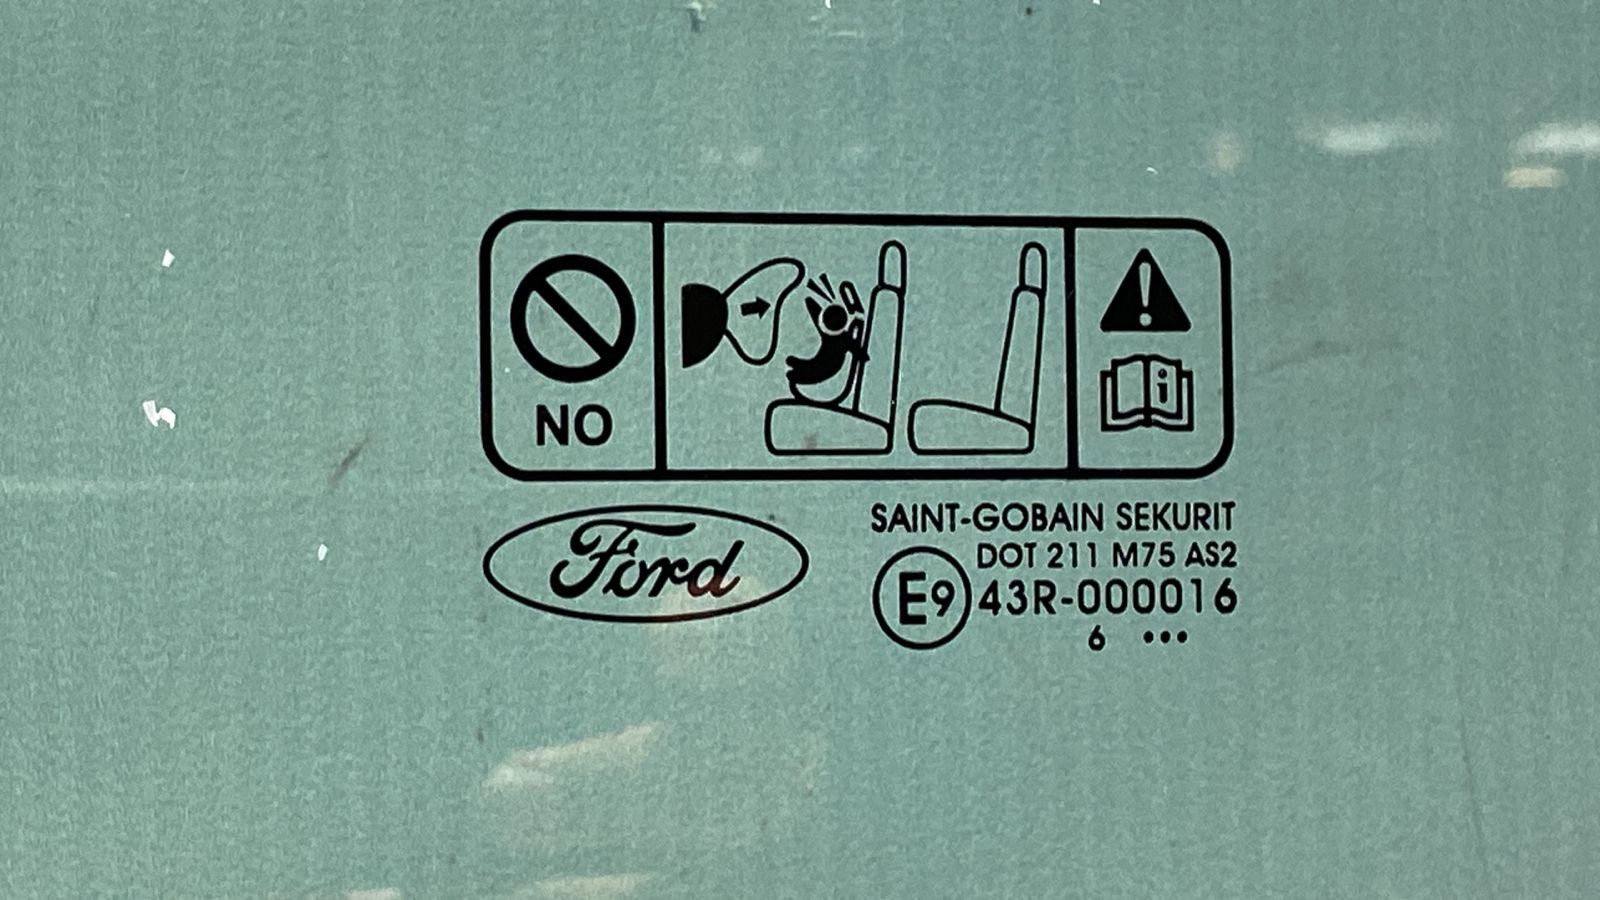 NO
Ford
SAINT-GOBAIN SEKURIT
DOT 211 M75 AS2
E9 43R-000016
6 •••